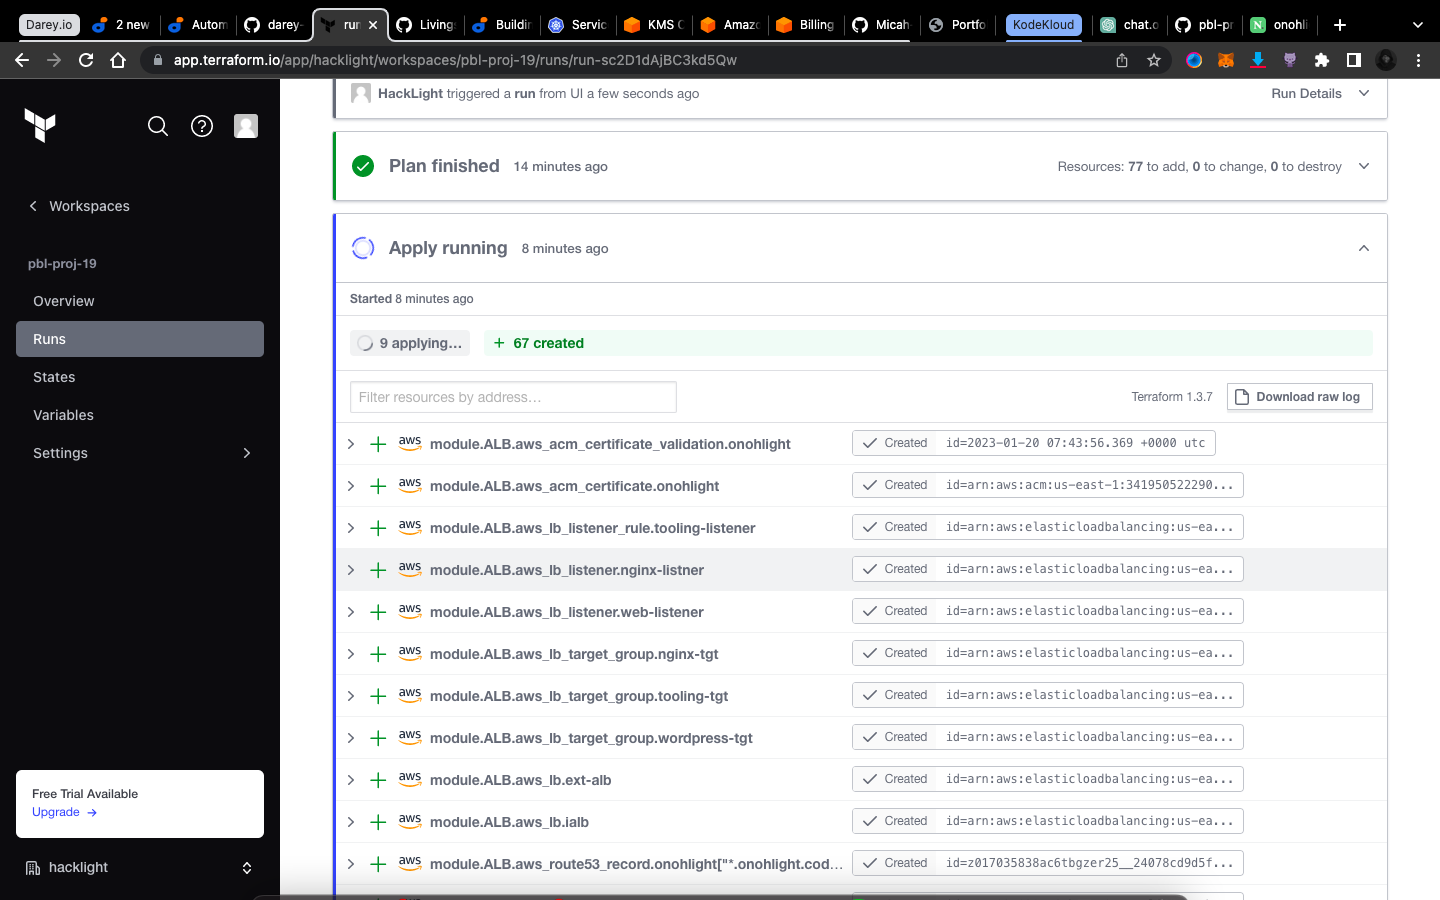 Darey.io
2 new
Autom
darey-
run
Livings
Buildin
Servic
KMS C
Amazo
Billing
Micah-
Portfo
KodeKloud
chat.o
pbl-pr
onohli
app.terraform.io/app/hacklight/workspaces/pbl-proj-19/runs/run-sc2D1dAjBC3kd5Qw
Workspaces
pbl-proj-19
Overview
Runs
States
Variables
Settings
Free Trial Available
Upgrade →
hacklight
HackLight triggered a run from UI a few seconds ago
Run Details
Plan finished 14 minutes ago
Resources: 77 to add, 0 to change, 0 to destroy
Apply running 8 minutes ago
Started 8 minutes ago
9 applying...
+ 67 created
Filter resources by address...
Terraform 1.3.7
Download raw log
aws module.ALB.aws_acm_certificate_validation.onohlight Created id=2023-01-20 07:43:56.369 +0000 utc
aws module.ALB.aws_acm_certificate.onohlight Created id=arn:aws:acm:us-east-1:341950522290...
aws module.ALB.aws_lb_listener_rule.tooling-listener Created id=arn:aws:elasticloadbalancing:us-ea...
aws module.ALB.aws_lb_listener.nginx-listner Created id=arn:aws:elasticloadbalancing:us-ea...
aws module.ALB.aws_lb_listener.web-listener Created id=arn:aws:elasticloadbalancing:us-ea...
aws module.ALB.aws_lb_target_group.nginx-tgt Created id=arn:aws:elasticloadbalancing:us-ea...
aws module.ALB.aws_lb_target_group.tooling-tgt Created id=arn:aws:elasticloadbalancing:us-ea...
aws module.ALB.aws_lb_target_group.wordpress-tgt Created id=arn:aws:elasticloadbalancing:us-ea...
aws module.ALB.aws_lb.ext-alb Created id=arn:aws:elasticloadbalancing:us-ea...
aws module.ALB.aws_lb.ialb Created id=arn:aws:elasticloadbalancing:us-ea...
aws module.ALB.aws_route53_record.onohlight["*.onohlight.cod... Created id=z017035838ac6tbgzer25__24078cd9d5f...